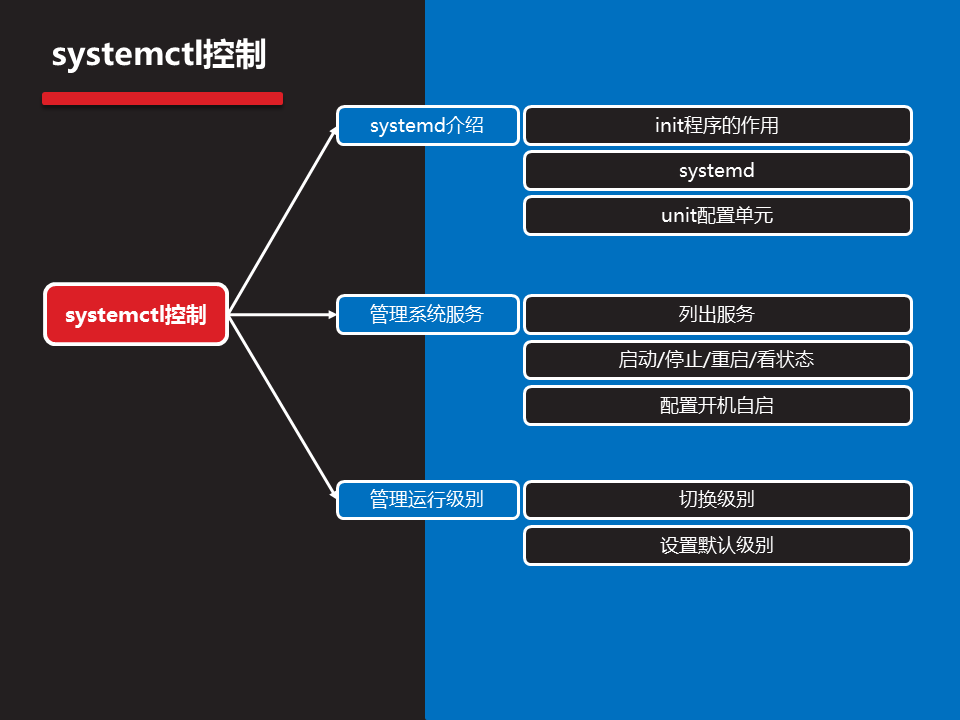 systemctl控制
systemd介绍
init程序的作用
systemd
unit配置单元
systemctl控制
管理系统服务
列出服务
启动/停止/重启/看状态
配置开机自启
管理运行级别
切换级别
设置默认级别